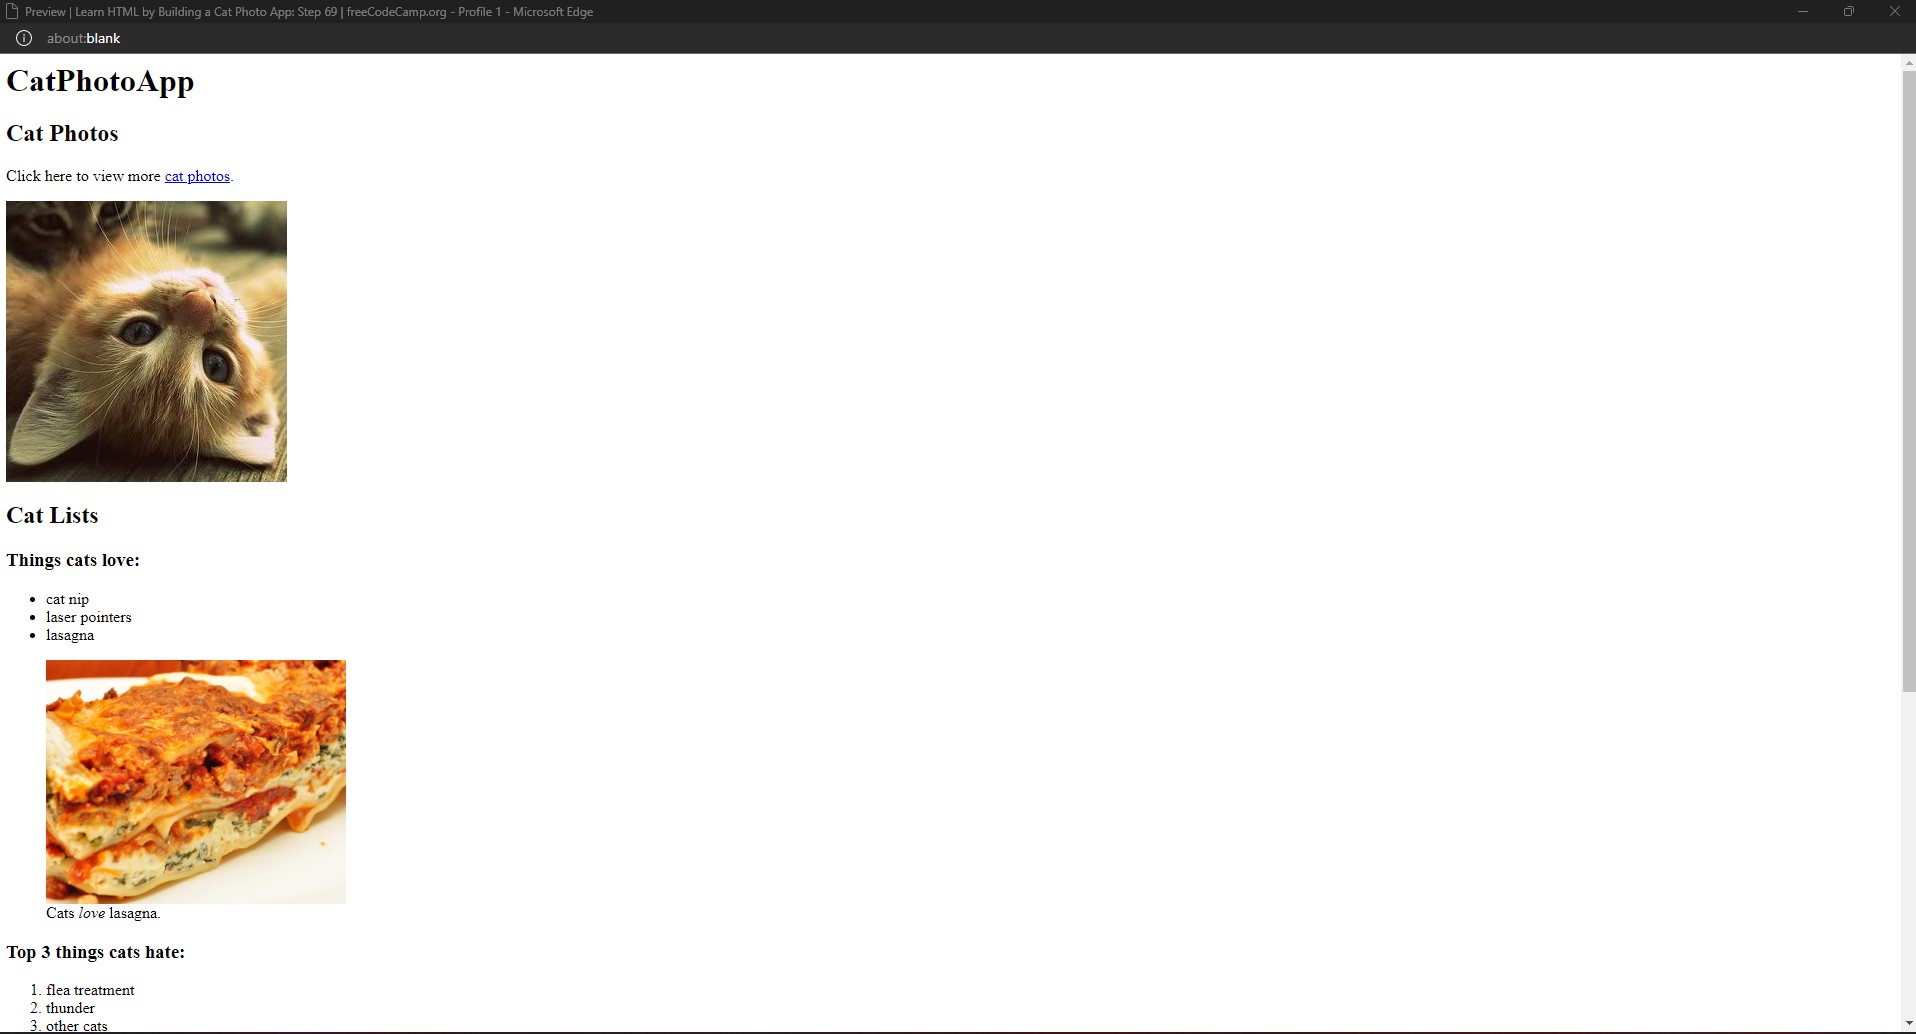 Preview | Learn HTML by Building a Cat Photo App: Step 69 | freeCodeCamp.org - Profile 1 - Microsoft Edge
about:blank
CatPhotoApp
Cat Photos
Click here to view more cat photos.
Cat Lists
Things cats love:
• cat nip
• laser pointers
• lasagna
Cats love lasagna.
Top 3 things cats hate:
1. flea treatment
2. thunder
3. other cats